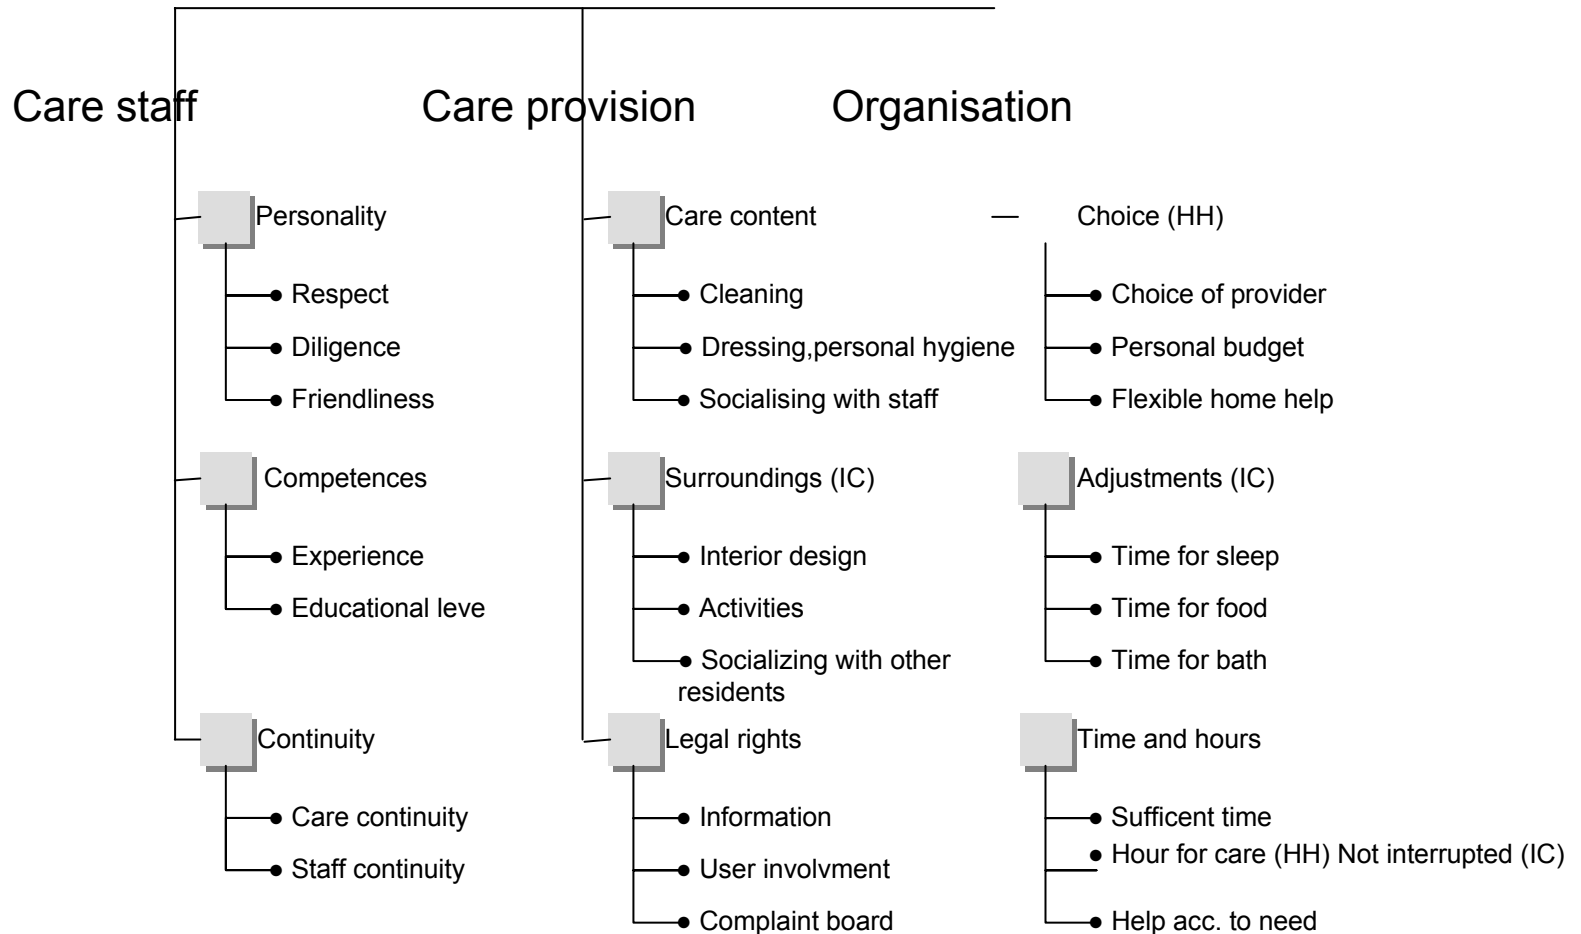 Care staff
Care provision
Organisation
Personality
Respect
Diligence
Friendliness
Competences
Experience
Educational leve
Continuity
Care continuity
Staff continuity
Care content
Cleaning
Dressing,personal hygiene
Socialising with staff
Surroundings (IC)
Interior design
Activities
Socializing with other
residents
Legal rights
Information
User involvment
Complaint board
Choice (HH)
Choice of provider
Personal budget
Flexible home help
Adjustments (IC)
Time for sleep
Time for food
Time for bath
Time and hours
Sufficent time
Hour for care (HH) Not interrupted (IC)
Help acc. to need